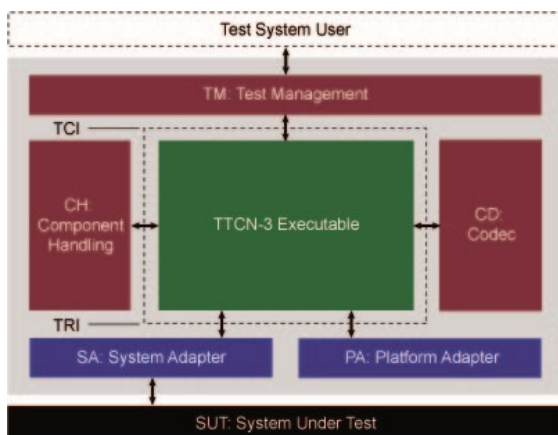 Test System User
TM: Test Management
TCI
CH:
Component
Handling
TTCN-3 Executable
CD:
Codec
TRI
SA: System Adapter
PA: Platform Adapter
SUT: System Under Test